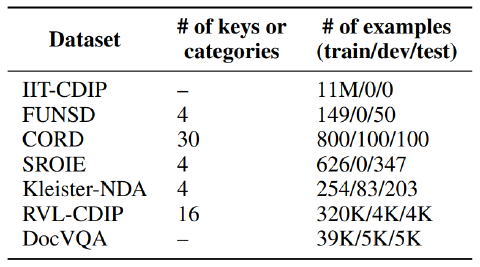 Dataset # of keys or categories # of examples (train/dev/test)
IIT-CDIP – 11M/0/0
FUNSD 4 149/0/50
CORD 30 800/100/100
SROIE 4 626/0/347
Kleister-NDA 4 254/83/203
RVL-CDIP 16 320K/4K/4K
DocVQA – 39K/5K/5K